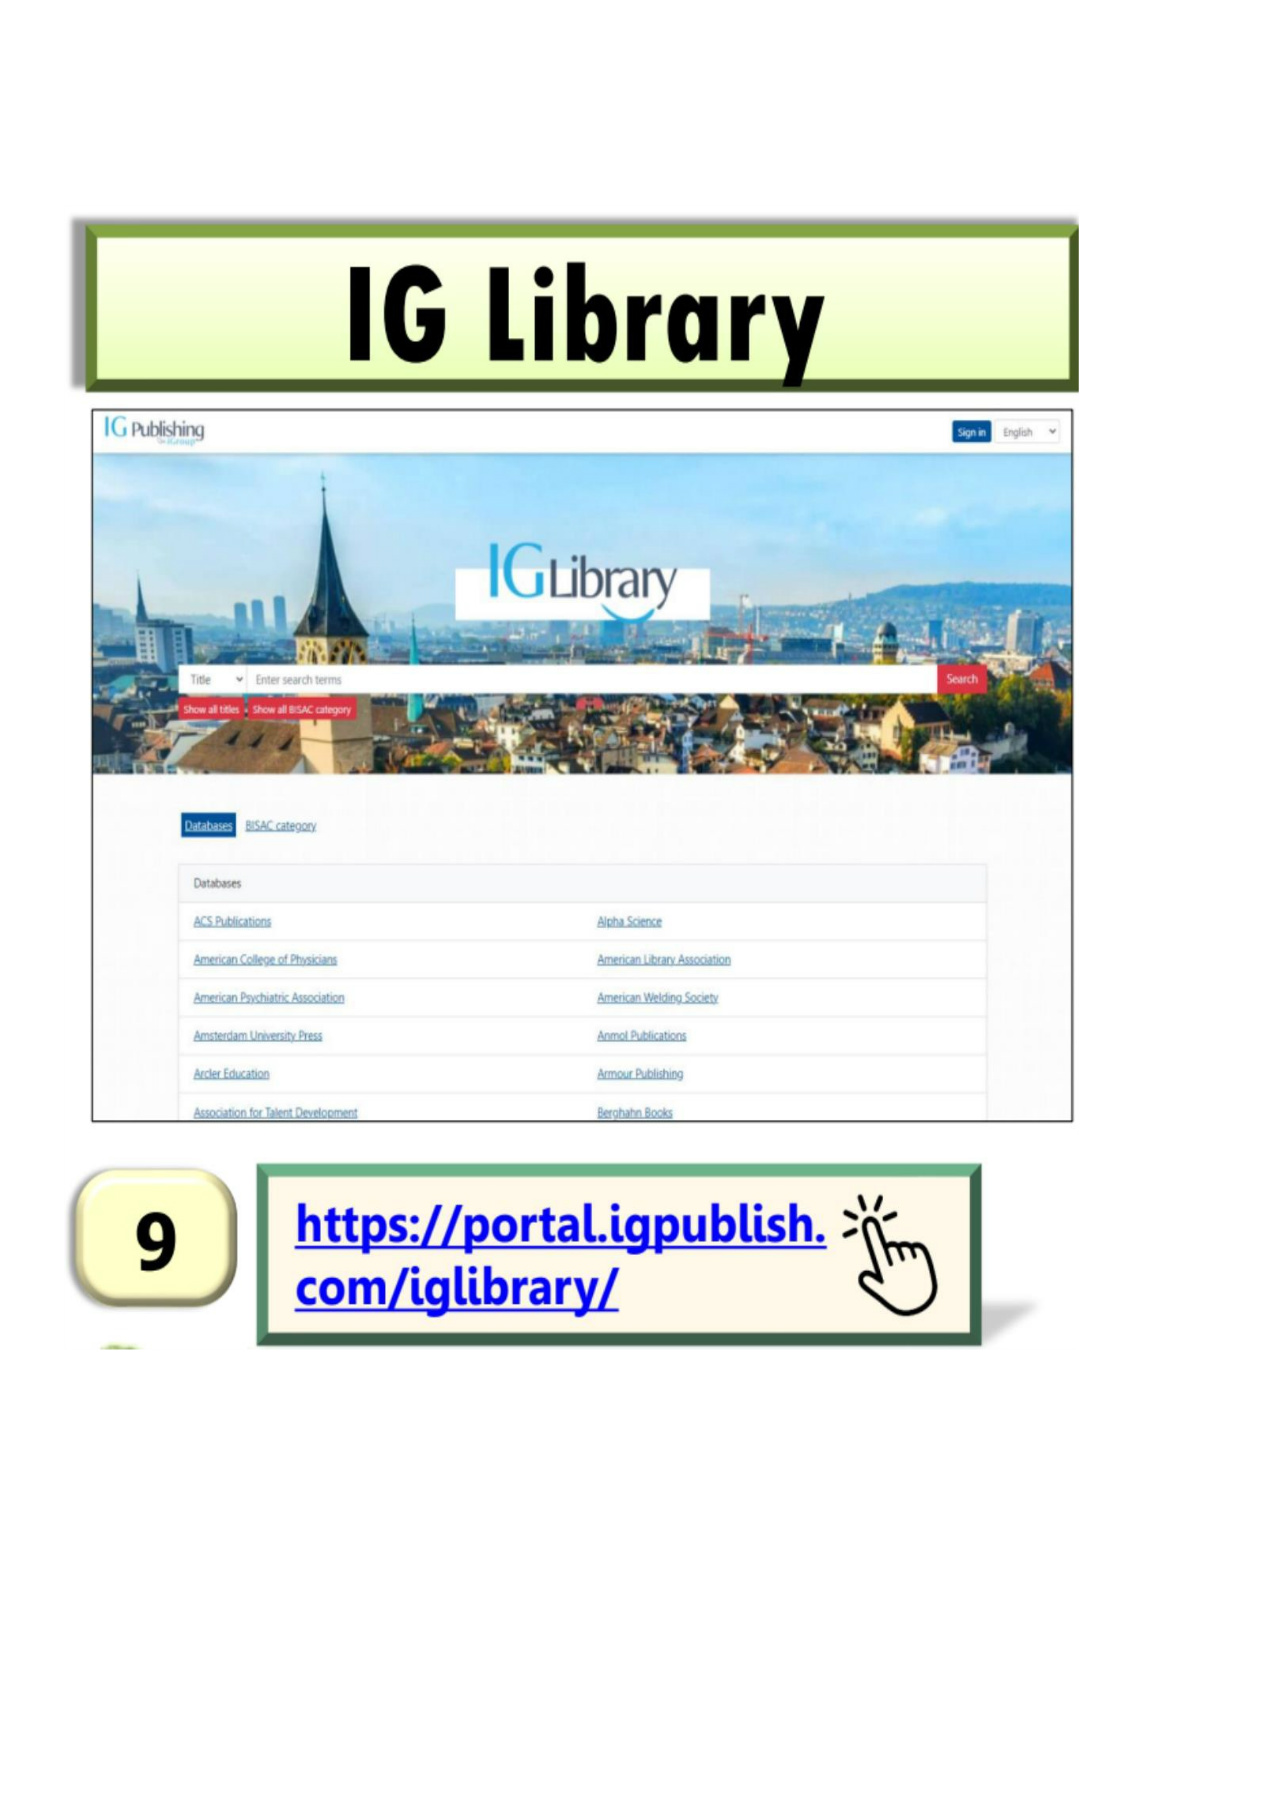 IG Library
IG Publishing
iGroup
Sign in English
IG Library
Title Enter search terms Search
Show all titles Show all BISAC category
Databases BISAC category
Databases
ACS Publications Alpha Science
American College of Physicians American Library Association
American Psychiatric Association American Welding Society
Amsterdam University Press Anmol Publications
Arcler Education Armour Publishing
Association for Talent Development Berghahn Books
9
https://portal.igpublish.
com/iglibrary/